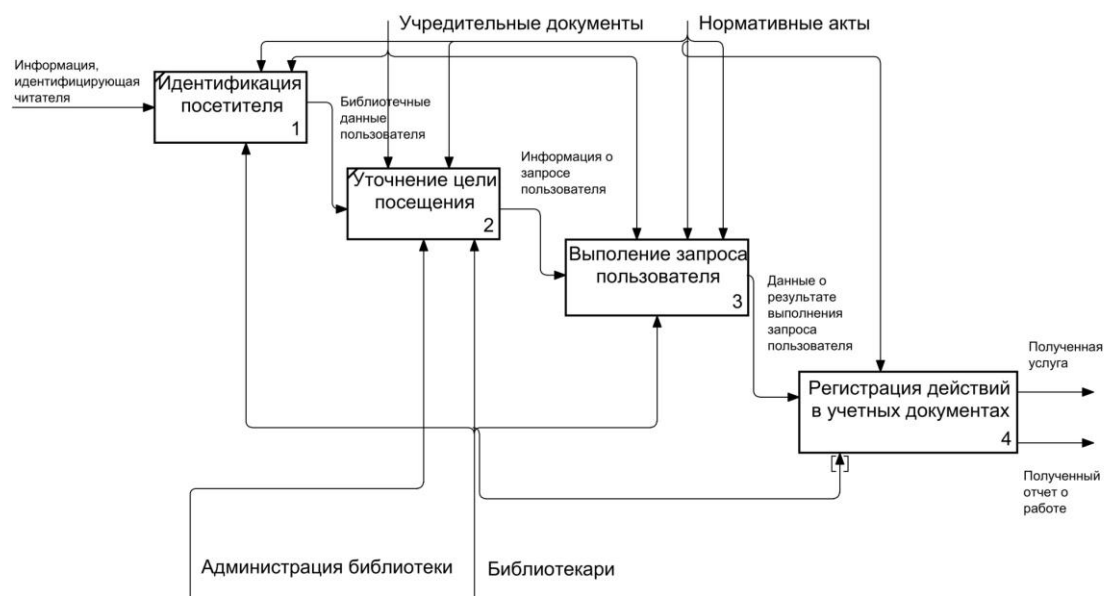 Учредительные документы
Нормативные акты
Информация,
идентифицирующая
читателя
Идентификация
посетителя
1
Библиотечные
данные
пользователя
Уточнение цели
посещения
2
Информация о
запросе
пользователя
Выполение запроса
пользователя
3
Данные о
результате
выполнения
запроса
пользователя
Регистрация действий
в учетных документах
4
Полученная
услуга
Полученный
отчет о
работе
Администрация библиотеки
Библиотекари